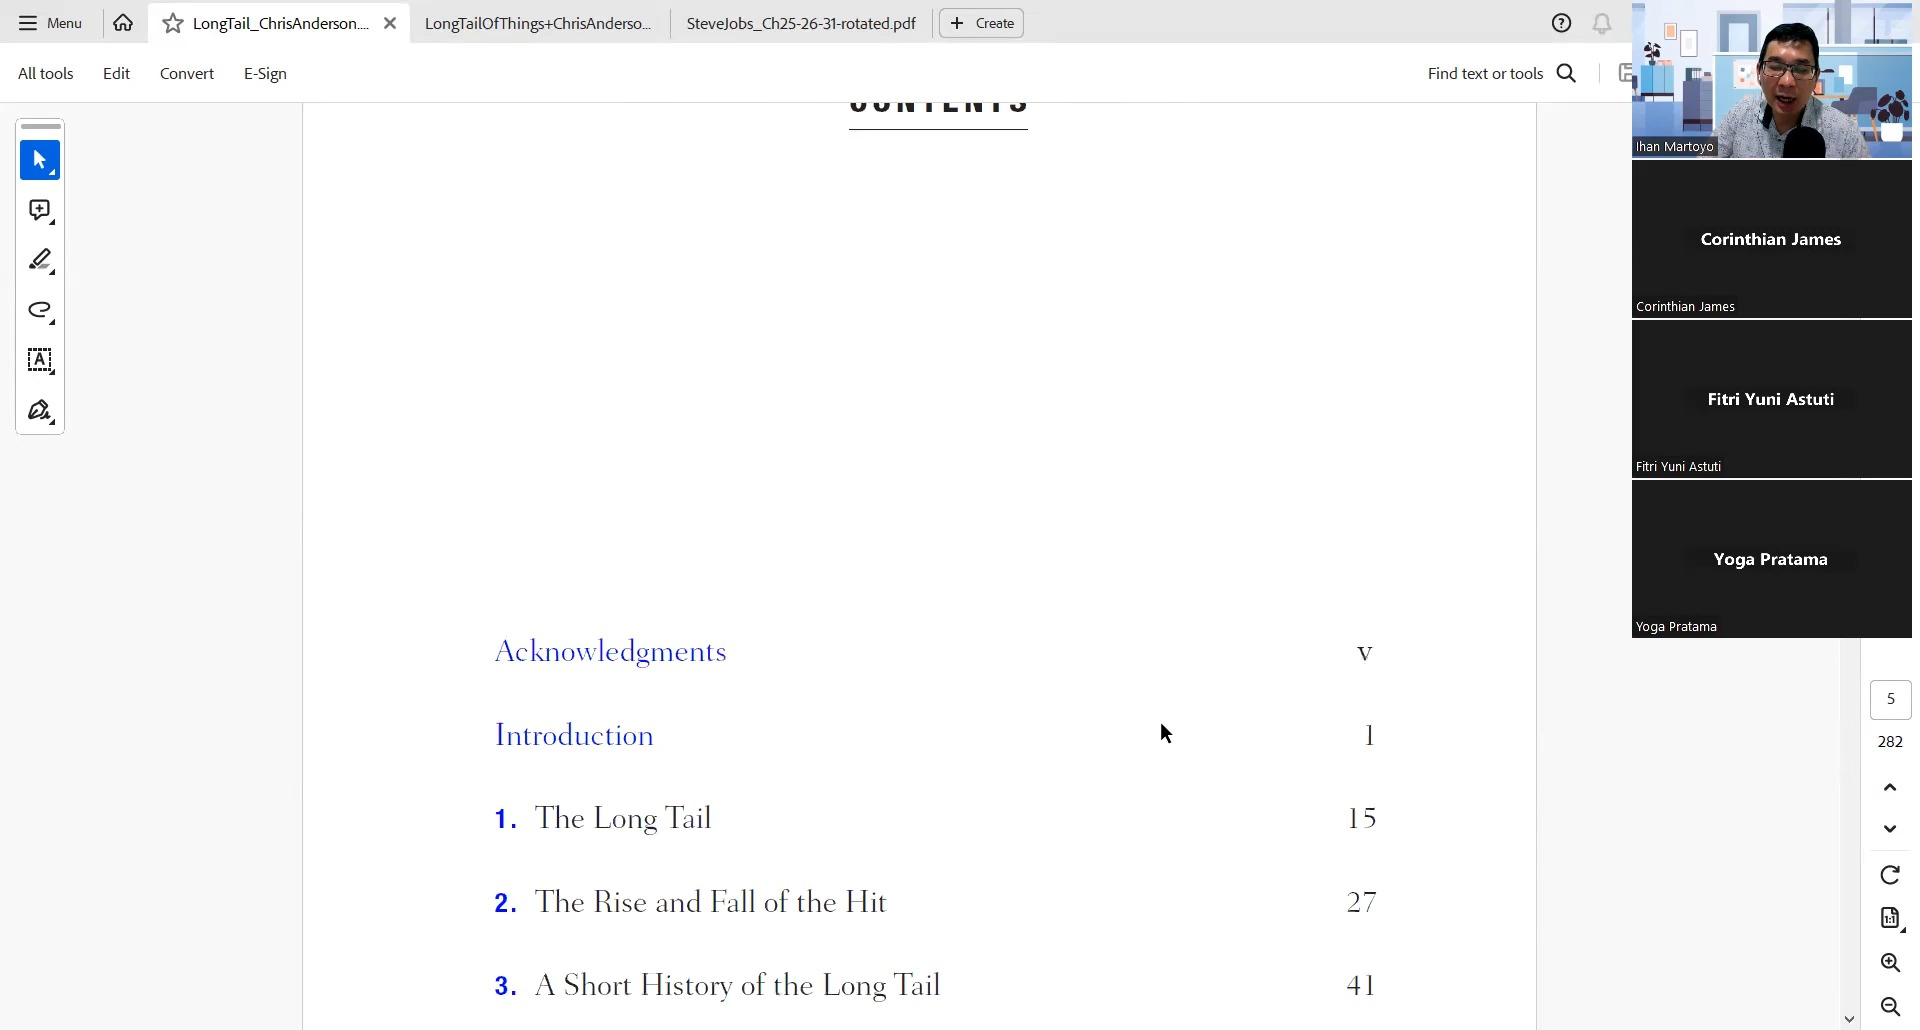 Menu
LongTail_ChrisAnderson....
LongTailOfThings+ChrisAnderso...
SteveJobs_Ch25-26-31-rotated.pdf
Create
All tools
Edit
Convert
E-Sign
Find text or tools
CONTENTS
Acknowledgments v
Introduction 1
1. The Long Tail 15
2. The Rise and Fall of the Hit 27
3. A Short History of the Long Tail 41
Ihan Martoyo
Corinthian James
Corinthian James
Fitri Yuni Astuti
Fitri Yuni Astuti
Yoga Pratama
Yoga Pratama
5
282